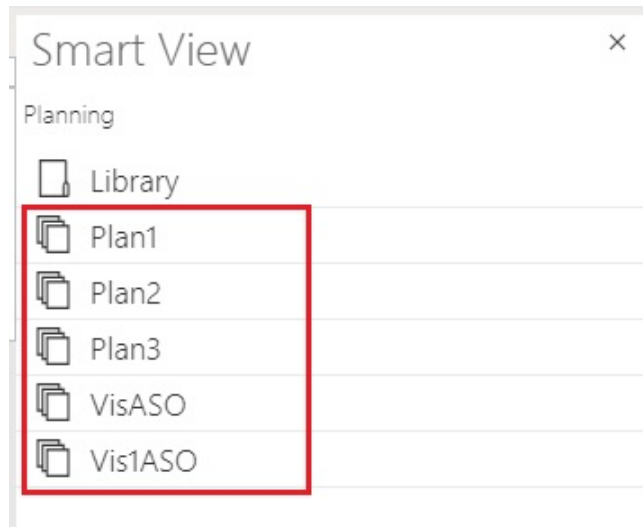 Smart View
Planning
Library
Plan1
Plan2
Plan3
VisASO
Vis1ASO